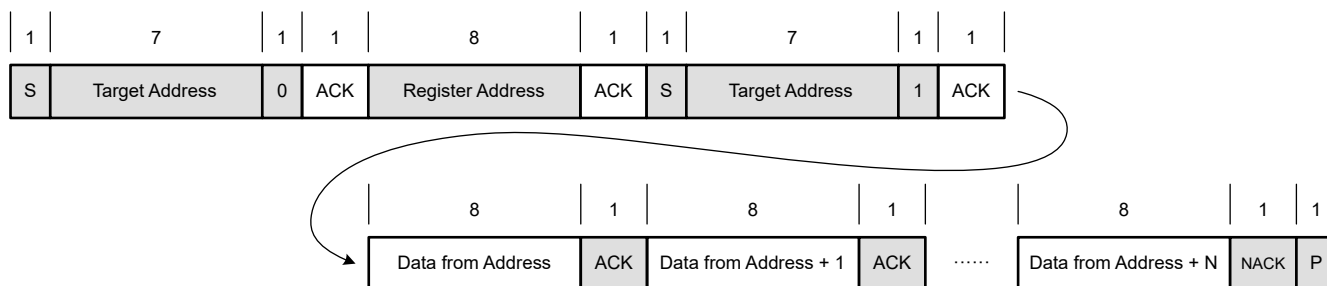 1 7 1 1 8 1 1 7 1 1
S Target Address 0 ACK Register Address ACK S Target Address 1 ACK
8 1 8 1 8 1 1
Data from Address ACK Data from Address + 1 ACK ...... Data from Address + N NACK P